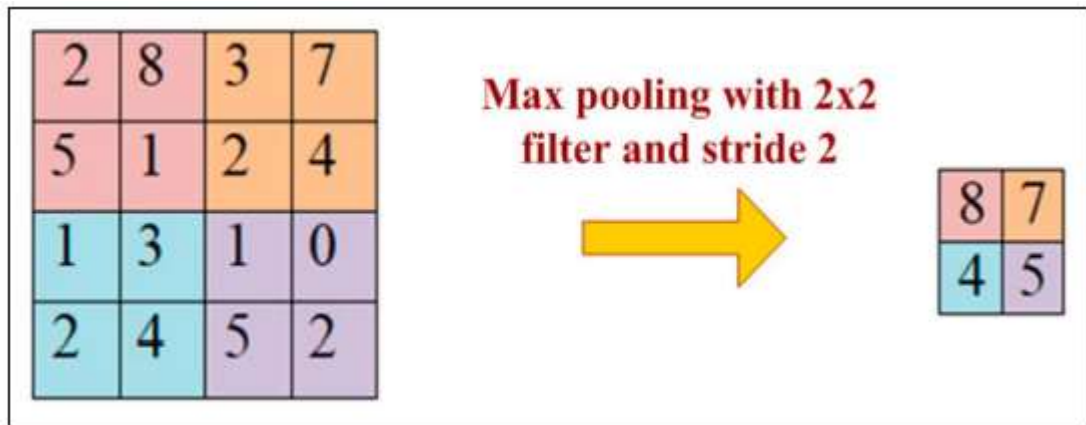 2 8 3 7
5 1 2 4
1 3 1 0
2 4 5 2
Max pooling with 2x2
filter and stride 2
8 7
4 5